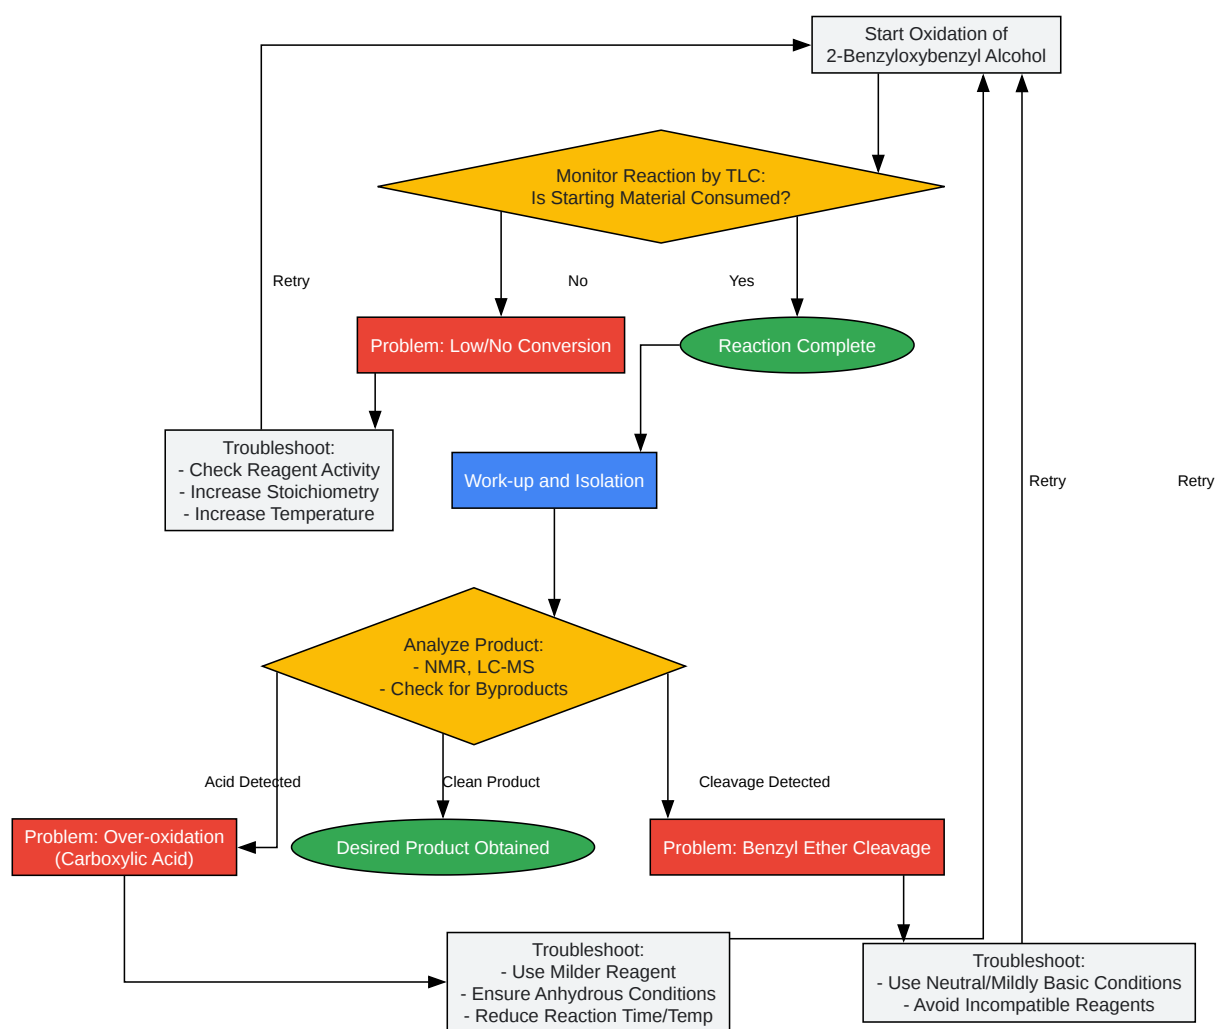 Start Oxidation of
2-Benzyloxybenzyl Alcohol
Monitor Reaction by TLC:
Is Starting Material Consumed?
Retry
No
Yes
Problem: Low/No Conversion
Reaction Complete
Troubleshoot:
- Check Reagent Activity
- Increase Stoichiometry
- Increase Temperature
Work-up and Isolation
Retry
Retry
Analyze Product:
- NMR, LC-MS
- Check for Byproducts
Acid Detected
Clean Product
Cleavage Detected
Problem: Over-oxidation
(Carboxylic Acid)
Desired Product Obtained
Problem: Benzyl Ether Cleavage
Troubleshoot:
- Use Milder Reagent
- Ensure Anhydrous Conditions
- Reduce Reaction Time/Temp
Troubleshoot:
- Use Neutral/Mildly Basic Conditions
- Avoid Incompatible Reagents